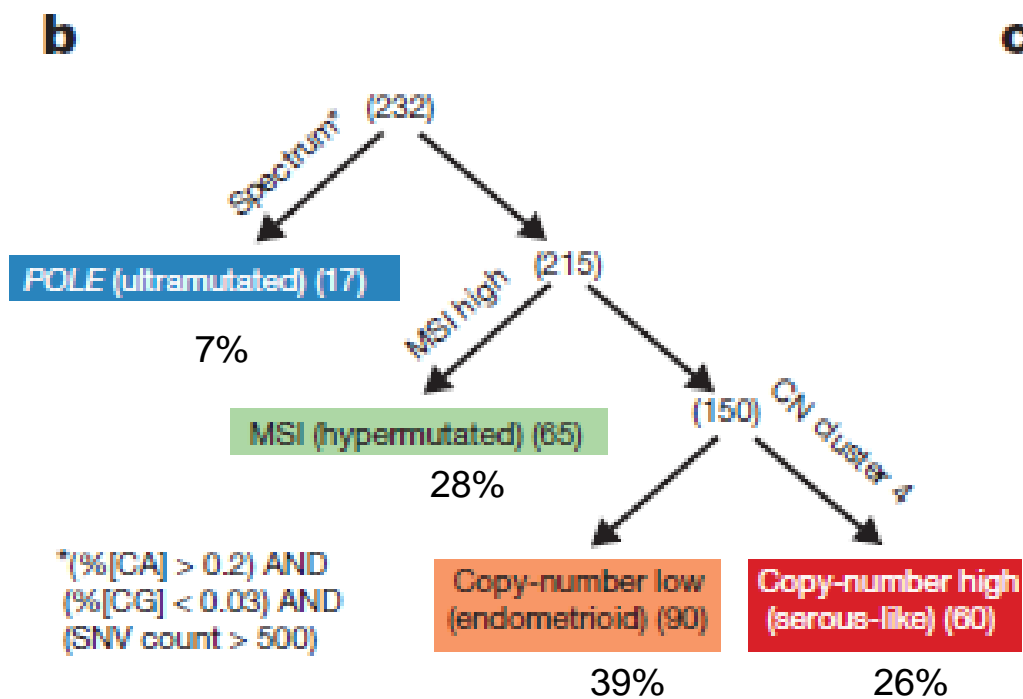 b
c
(232)
Spectrum*
POLE (ultramutated) (17)
7%
(215)
MSI high
MSI (hypermutated) (65)
28%
(150)
CN cluster 4
*(%[CA] > 0.2) AND
(%[CG] < 0.03) AND
(SNV count > 500)
Copy-number low
(endometrioid) (90)
39%
Copy-number high
(serous-like) (60)
26%